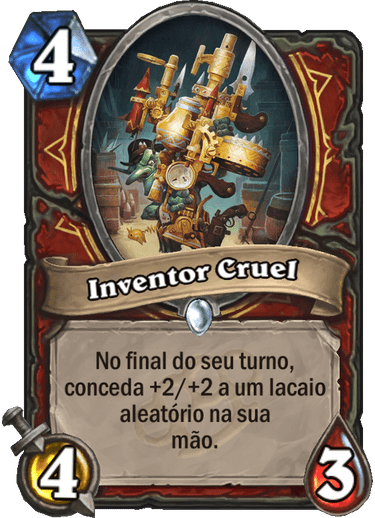 4
Inventor Cruel
No final do seu turno,
conceda +2/+2 a um lacaio
aleatório na sua
mão.
4
3